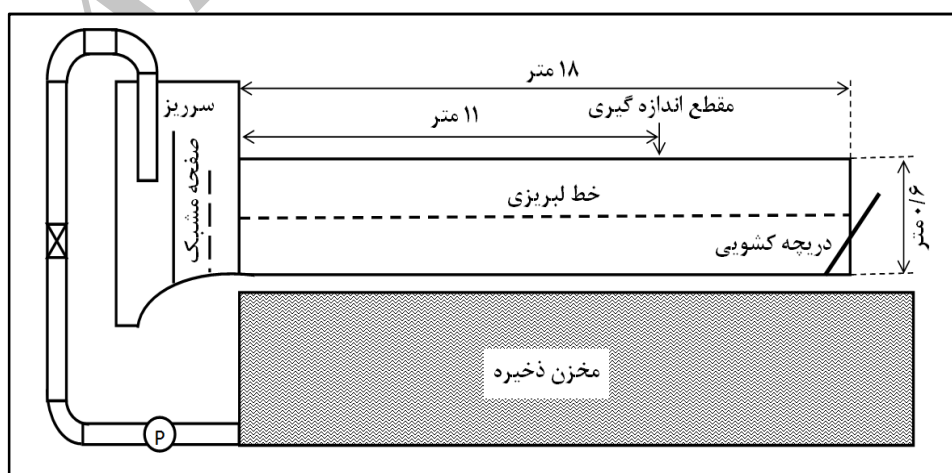 ۱۸ متر
سرریز
مقطع اندازه گیری
۱۱ متر
صفحه مشبک
خط لبریزی
۰/۶ متر
دریچه کشویی
مخزن ذخیره
P